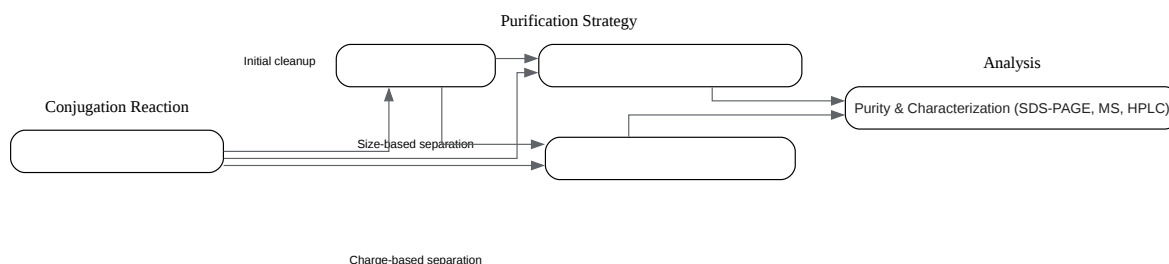 Purification Strategy
Initial cleanup
Analysis
Conjugation Reaction
Purity & Characterization (SDS-PAGE, MS, HPLC)
Size-based separation
Charge-based separation